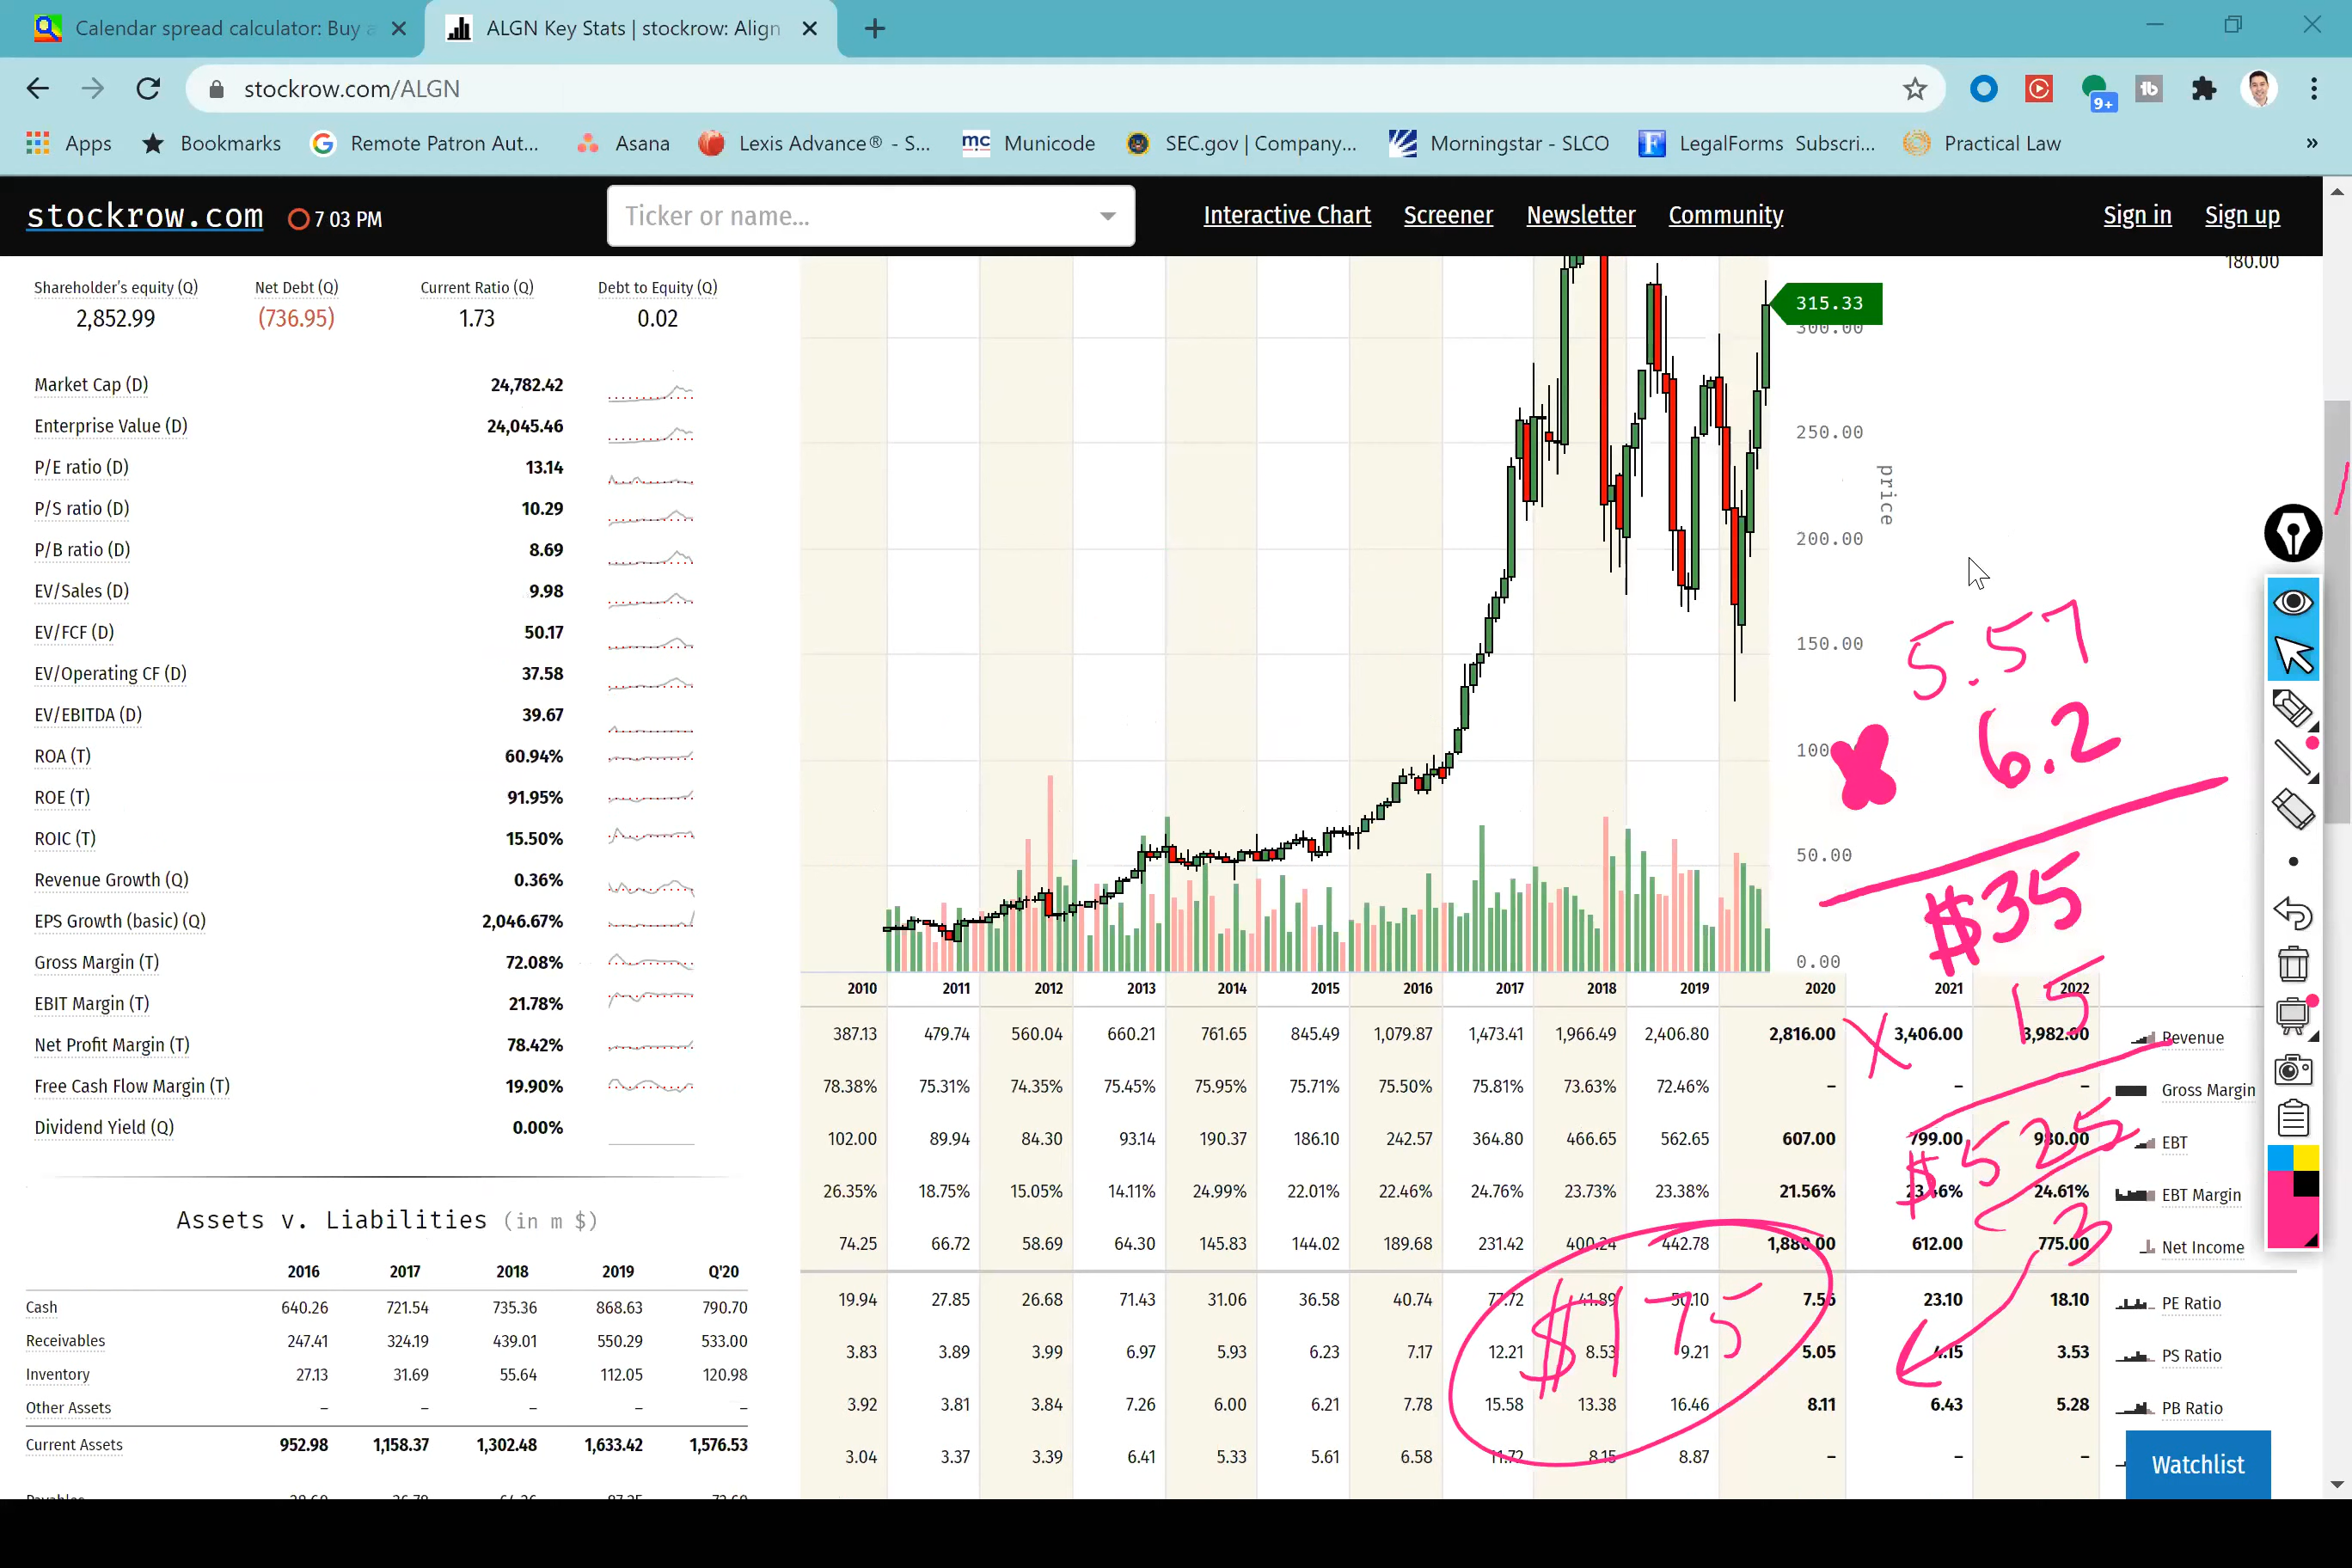 Calendar spread calculator: Buy a
ALGN Key Stats | stockrow: Align
stockrow.com/ALGN
9+
Apps Bookmarks Remote Patron Aut... Asana Lexis Advance® - S... mc Municode SEC.gov | Company... Morningstar - SLCO F LegalForms Subscri... Practical Law »
stockrow.com 7 03 PM Ticker or name... Interactive Chart Screener Newsletter Community Sign in Sign up
Shareholder's equity (Q) Net Debt (Q) Current Ratio (Q) Debt to Equity (Q)
2,852.99 (736.95) 1.73 0.02
Market Cap (D) 24,782.42
Enterprise Value (D) 24,045.46
P/E ratio (D) 13.14
P/S ratio (D) 10.29
P/B ratio (D) 8.69
EV/Sales (D) 9.98
EV/FCF (D) 50.17
EV/Operating CF (D) 37.58
EV/EBITDA (D) 39.67
ROA (T) 60.94%
ROE (T) 91.95%
ROIC (T) 15.50%
Revenue Growth (Q) 0.36%
EPS Growth (basic) (Q) 2,046.67%
Gross Margin (T) 72.08%
EBIT Margin (T) 21.78%
Net Profit Margin (T) 78.42%
Free Cash Flow Margin (T) 19.90%
Dividend Yield (Q) 0.00%
Assets v. Liabilities (in m $)
2016 2017 2018 2019 Q'20
Cash 640.26 721.54 735.36 868.63 790.70
Receivables 247.41 324.19 439.01 550.29 533.00
Inventory 27.13 31.69 55.64 112.05 120.98
Other Assets – – – – –
Current Assets 952.98 1,158.37 1,302.48 1,633.42 1,576.53
180.00
315.33
300.00
250.00
200.00
150.00
50.00
0.00
price
5.57
x 6.2
$35
x 15
$525
3
$175
2010 2011 2012 2013 2014 2015 2016 2017 2018 2019 2020 2021 2022
387.13 479.74 560.04 660.21 761.65 845.49 1,079.87 1,473.41 1,966.49 2,406.80 2,816.00 3,406.00 3,982.00 Revenue
78.38% 75.31% 74.35% 75.45% 75.95% 75.71% 75.50% 75.81% 73.63% 72.46% – – – Gross Margin
102.00 89.94 84.30 93.14 190.37 186.10 242.57 364.80 466.65 562.65 607.00 799.00 980.00 EBT
26.35% 18.75% 15.05% 14.11% 24.99% 22.01% 22.46% 24.76% 23.73% 23.38% 21.56% 23.46% 24.61% EBT Margin
74.25 66.72 58.69 64.30 145.83 144.02 189.68 231.42 400.24 442.78 1,880.00 612.00 775.00 Net Income
19.94 27.85 26.68 71.43 31.06 36.58 40.74 77.72 41.89 50.10 7.56 23.10 18.10 PE Ratio
3.83 3.89 3.99 6.97 5.93 6.23 7.17 12.21 8.53 9.21 5.05 4.15 3.53 PS Ratio
3.92 3.81 3.84 7.26 6.00 6.21 7.78 15.58 13.38 16.46 8.11 6.43 5.28 PB Ratio
3.04 3.37 3.39 6.41 5.33 5.61 6.58 11.72 8.15 8.87 – – –
Watchlist